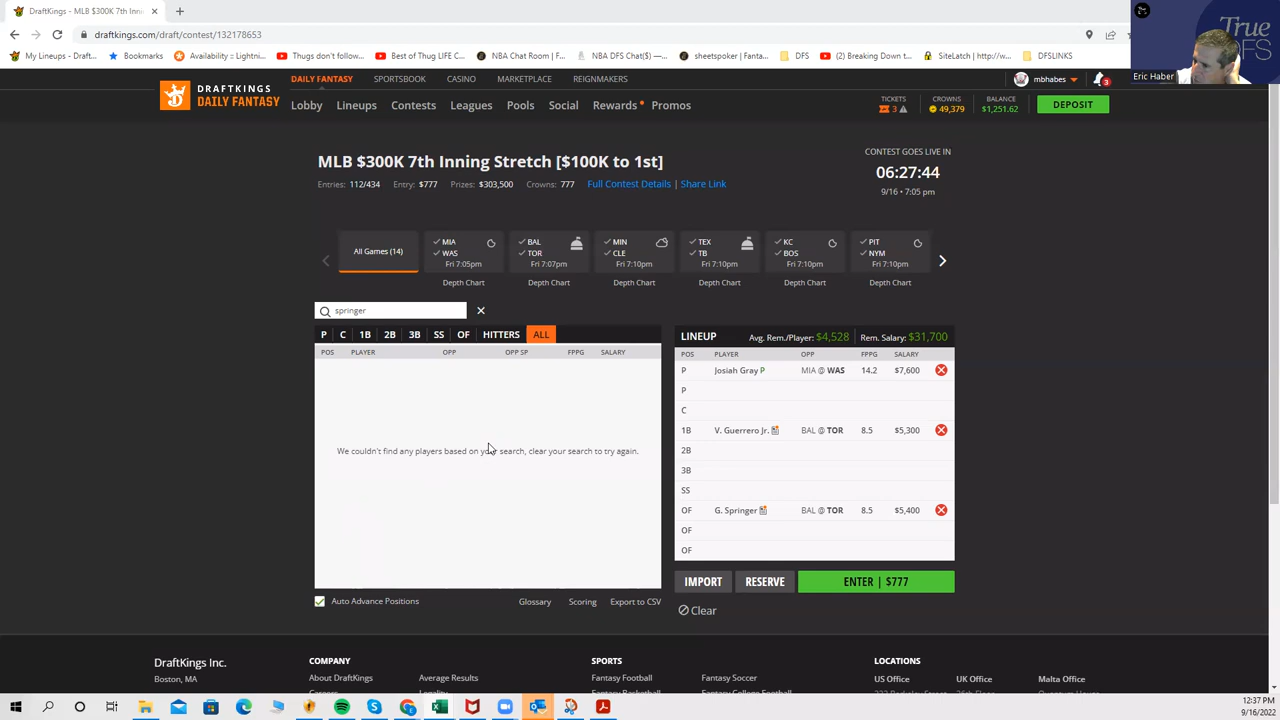 DraftKings - MLB $300K 7th Inni
draftkings.com/draft/contest/132178653
My Lineups - Draft...
Bookmarks
Availability :: Lightni...
Thugs don't follow...
Best of Thug LIFE C...
NBA Chat Room ( F...
NBA DFS Chat($) —...
sheetspoker | Fanta...
DFS
(2) Breaking Down t...
SiteLatch | http://w...
DFSLINKS
True
DFS
Eric Haber
DRAFTKINGS
DAILY FANTASY
DAILY FANTASY
SPORTSBOOK
CASINO
MARKETPLACE
REIGNMAKERS
mbhabes
3
Lobby
Lineups
Contests
Leagues
Pools
Social
Rewards
Promos
TICKETS
3
CROWNS
49,379
BALANCE
$1,251.62
DEPOSIT
MLB $300K 7th Inning Stretch [$100K to 1st]
Entries: 112/434 Entry: $777 Prizes: $303,500 Crowns: 777 Full Contest Details | Share Link
CONTEST GOES LIVE IN
06:27:44
9/16 • 7:05 pm
All Games (14)
MIA
WAS
Fri 7:05pm
Depth Chart
BAL
TOR
Fri 7:07pm
Depth Chart
MIN
CLE
Fri 7:10pm
Depth Chart
TEX
TB
Fri 7:10pm
Depth Chart
KC
BOS
Fri 7:10pm
Depth Chart
PIT
NYM
Fri 7:10pm
Depth Chart
springer
P C 1B 2B 3B SS OF HITTERS ALL
POS PLAYER OPP OPP SP FPPG SALARY
We couldn't find any players based on your search, clear your search to try again.
Auto Advance Positions
Glossary
Scoring
Export to CSV
LINEUP Avg. Rem./Player: $4,528 Rem. Salary: $31,700
POS PLAYER OPP FPPG SALARY
P Josiah Gray P MIA @ WAS 14.2 $7,600
P
C
1B V. Guerrero Jr. BAL @ TOR 8.5 $5,300
2B
3B
SS
OF G. Springer BAL @ TOR 8.5 $5,400
OF
OF
IMPORT
RESERVE
ENTER | $777
Clear
DraftKings Inc.
Boston, MA
COMPANY
About DraftKings
Average Results
SPORTS
Fantasy Football
Fantasy Soccer
LOCATIONS
US Office
UK Office
Malta Office
12:37 PM
9/16/2022